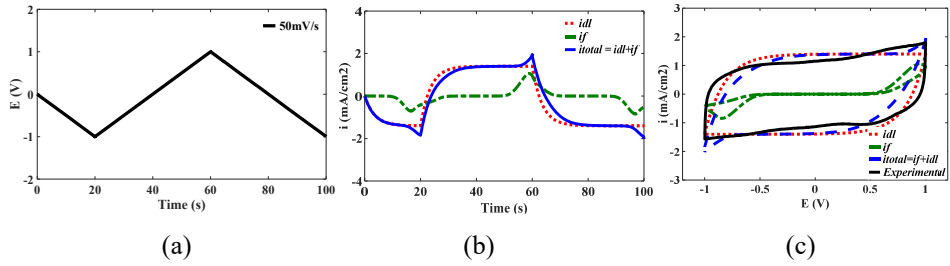 2
1
0
-1
-2
E (V)
0 20 40 60 80 100
Time (s)
50mV/s
(a)
4
2
0
-2
-4
i (mA/cm2)
0 20 40 60 80 100
Time (s)
idl
if
itotal = idl+if
(b)
3
2
1
0
-1
-2
-3
i (mA/cm2)
-1 -0.5 0 0.5 1
E (V)
idl
if
itotal=if+idl
Experimental
(c)